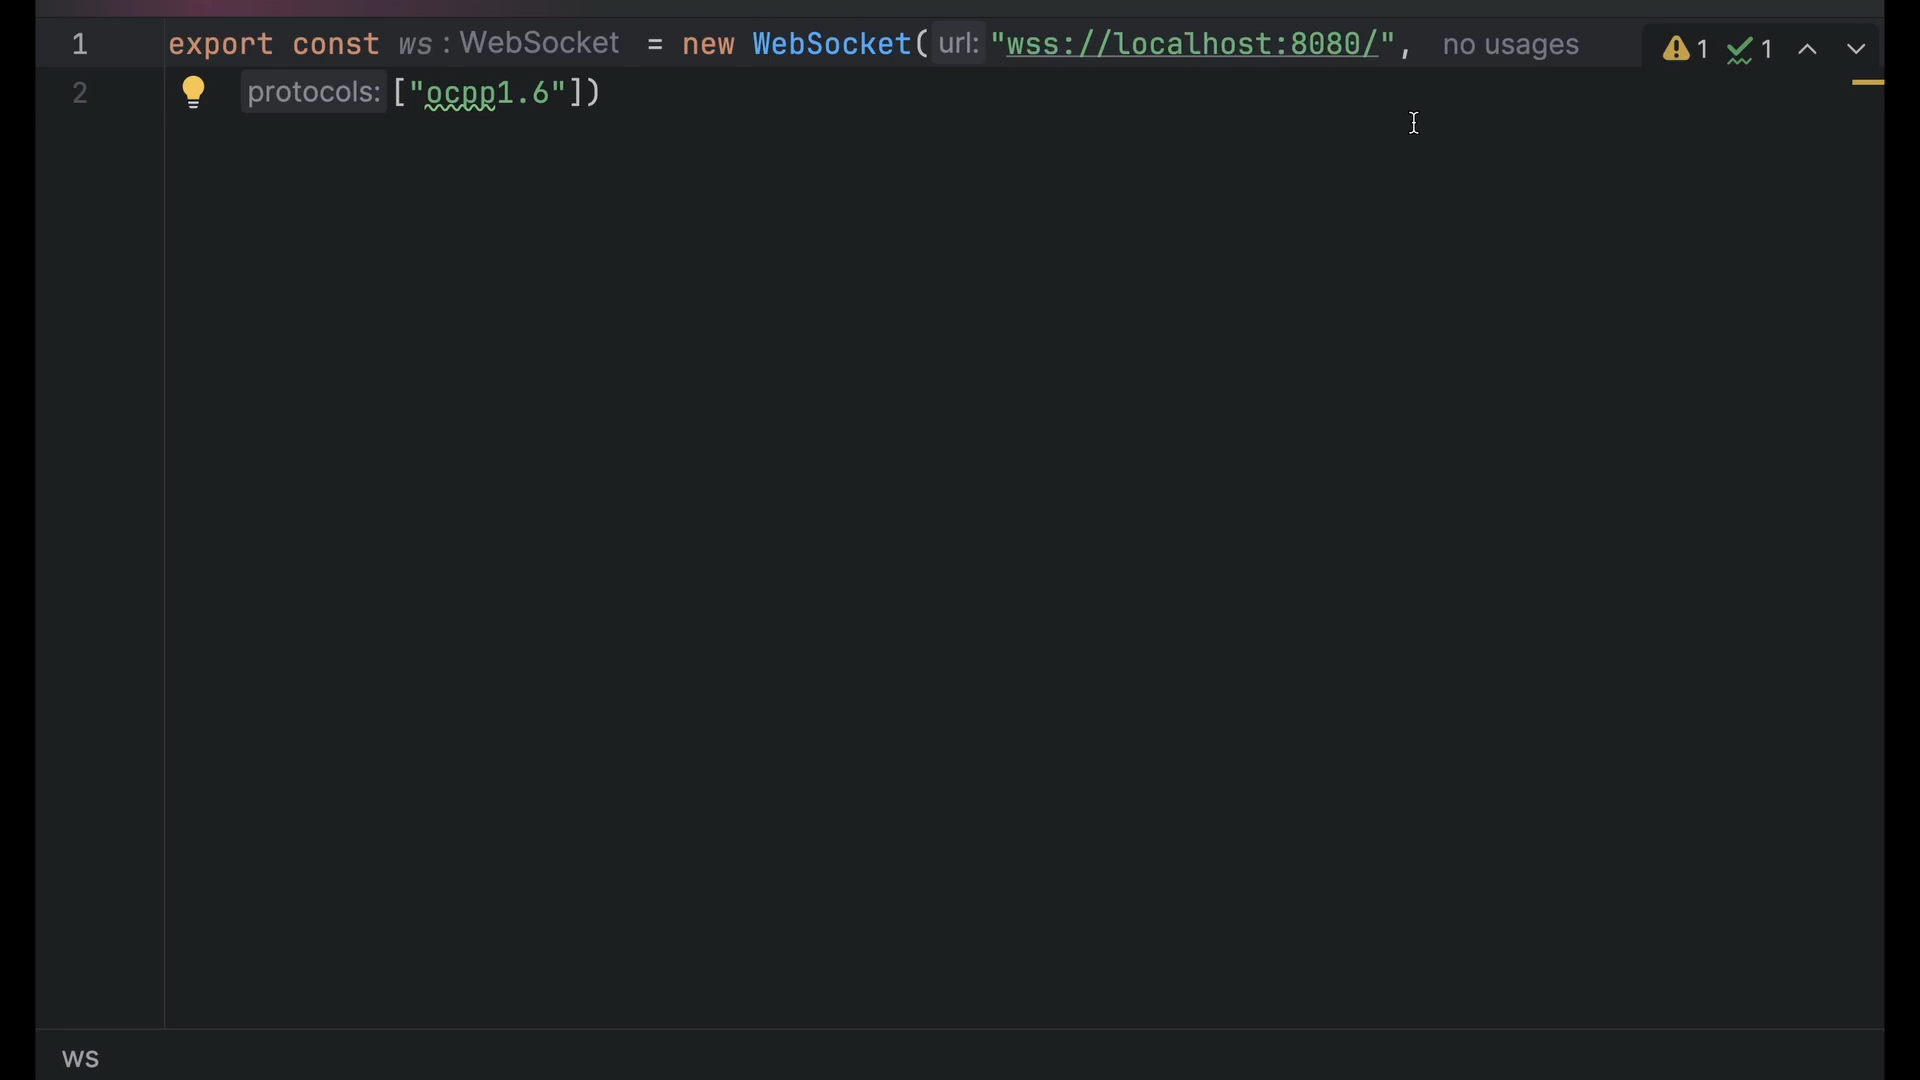 1 export const ws : WebSocket = new WebSocket( url: "wss://localhost:8080/", no usages 1 1
2 protocols: ["ocpp1.6"])
ws